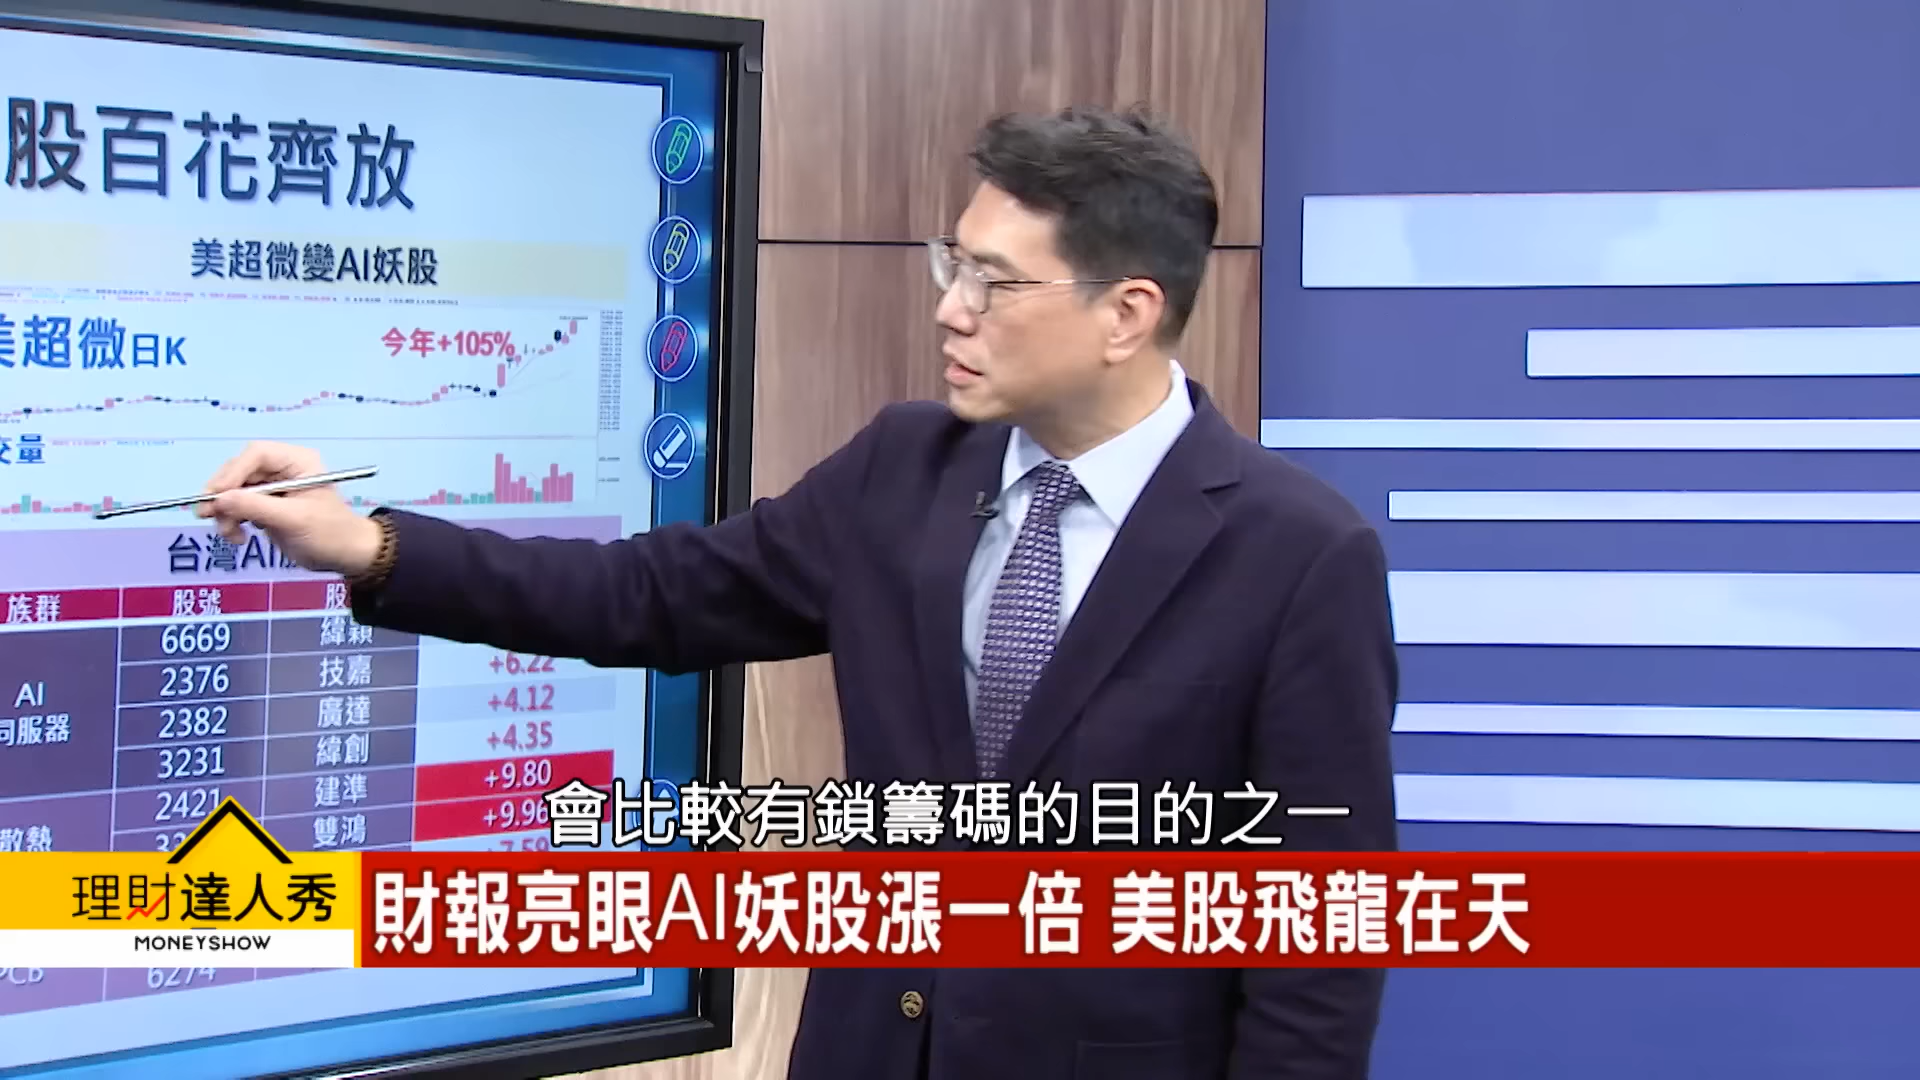 股百花齊放
美超微變AI妖股
美超微日K
今年+105%
交量
台灣AI
族群 股號 股
6669 緯穎
2376 技嘉 +6.22
2382 廣達 +4.12
3231 緯創 +4.35
2421 建準 +9.80
雙鴻 +9.96
AI
伺服器
散熱
會比較有鎖籌碼的目的之一
理財達人秀
MONEYSHOW
財報亮眼AI妖股漲一倍 美股飛龍在天
PCB 6274